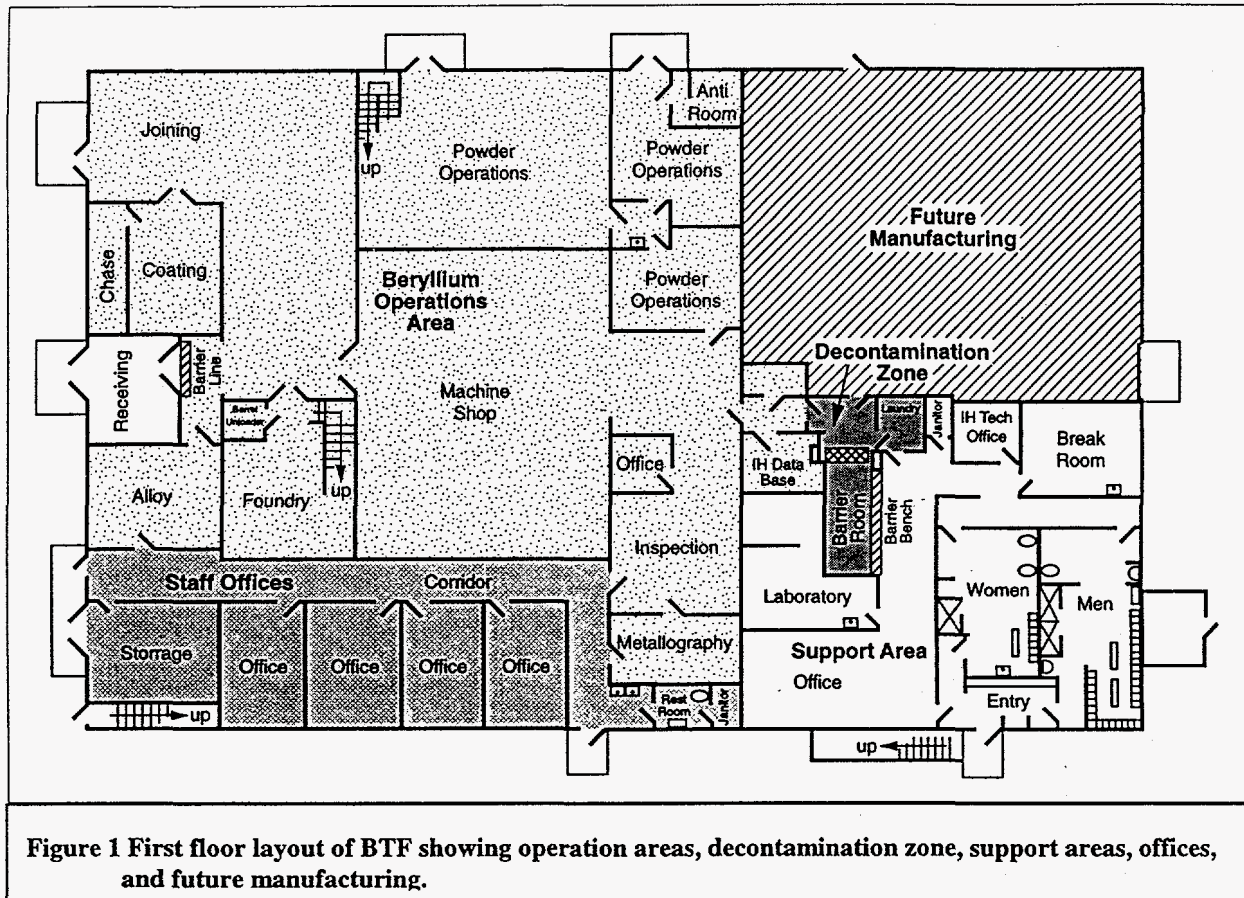 Joining
up
Powder
Operations
Anti
Room
Powder
Operations
Future
Manufacturing
Chase
Coating
Beryllium
Operations
Area
Powder
Operations
Receiving
Barrier
Line
Machine
Shop
Decontamination
Zone
Barrel
Unloader
Laundry
Janitor
IH Tech
Office
Break
Room
Alloy
Foundry
up
Office
IH Data
Base
Barrier
Room
Barrier
Bench
Inspection
Staff Offices
Corridor
Laboratory
Women
Men
Storrage
Office
Office
Office
Office
Metallography
Support Area
Office
Rest
Room
Janitor
Entry
up
up
Figure 1 First floor layout of BTF showing operation areas, decontamination zone, support areas, offices,
and future manufacturing.